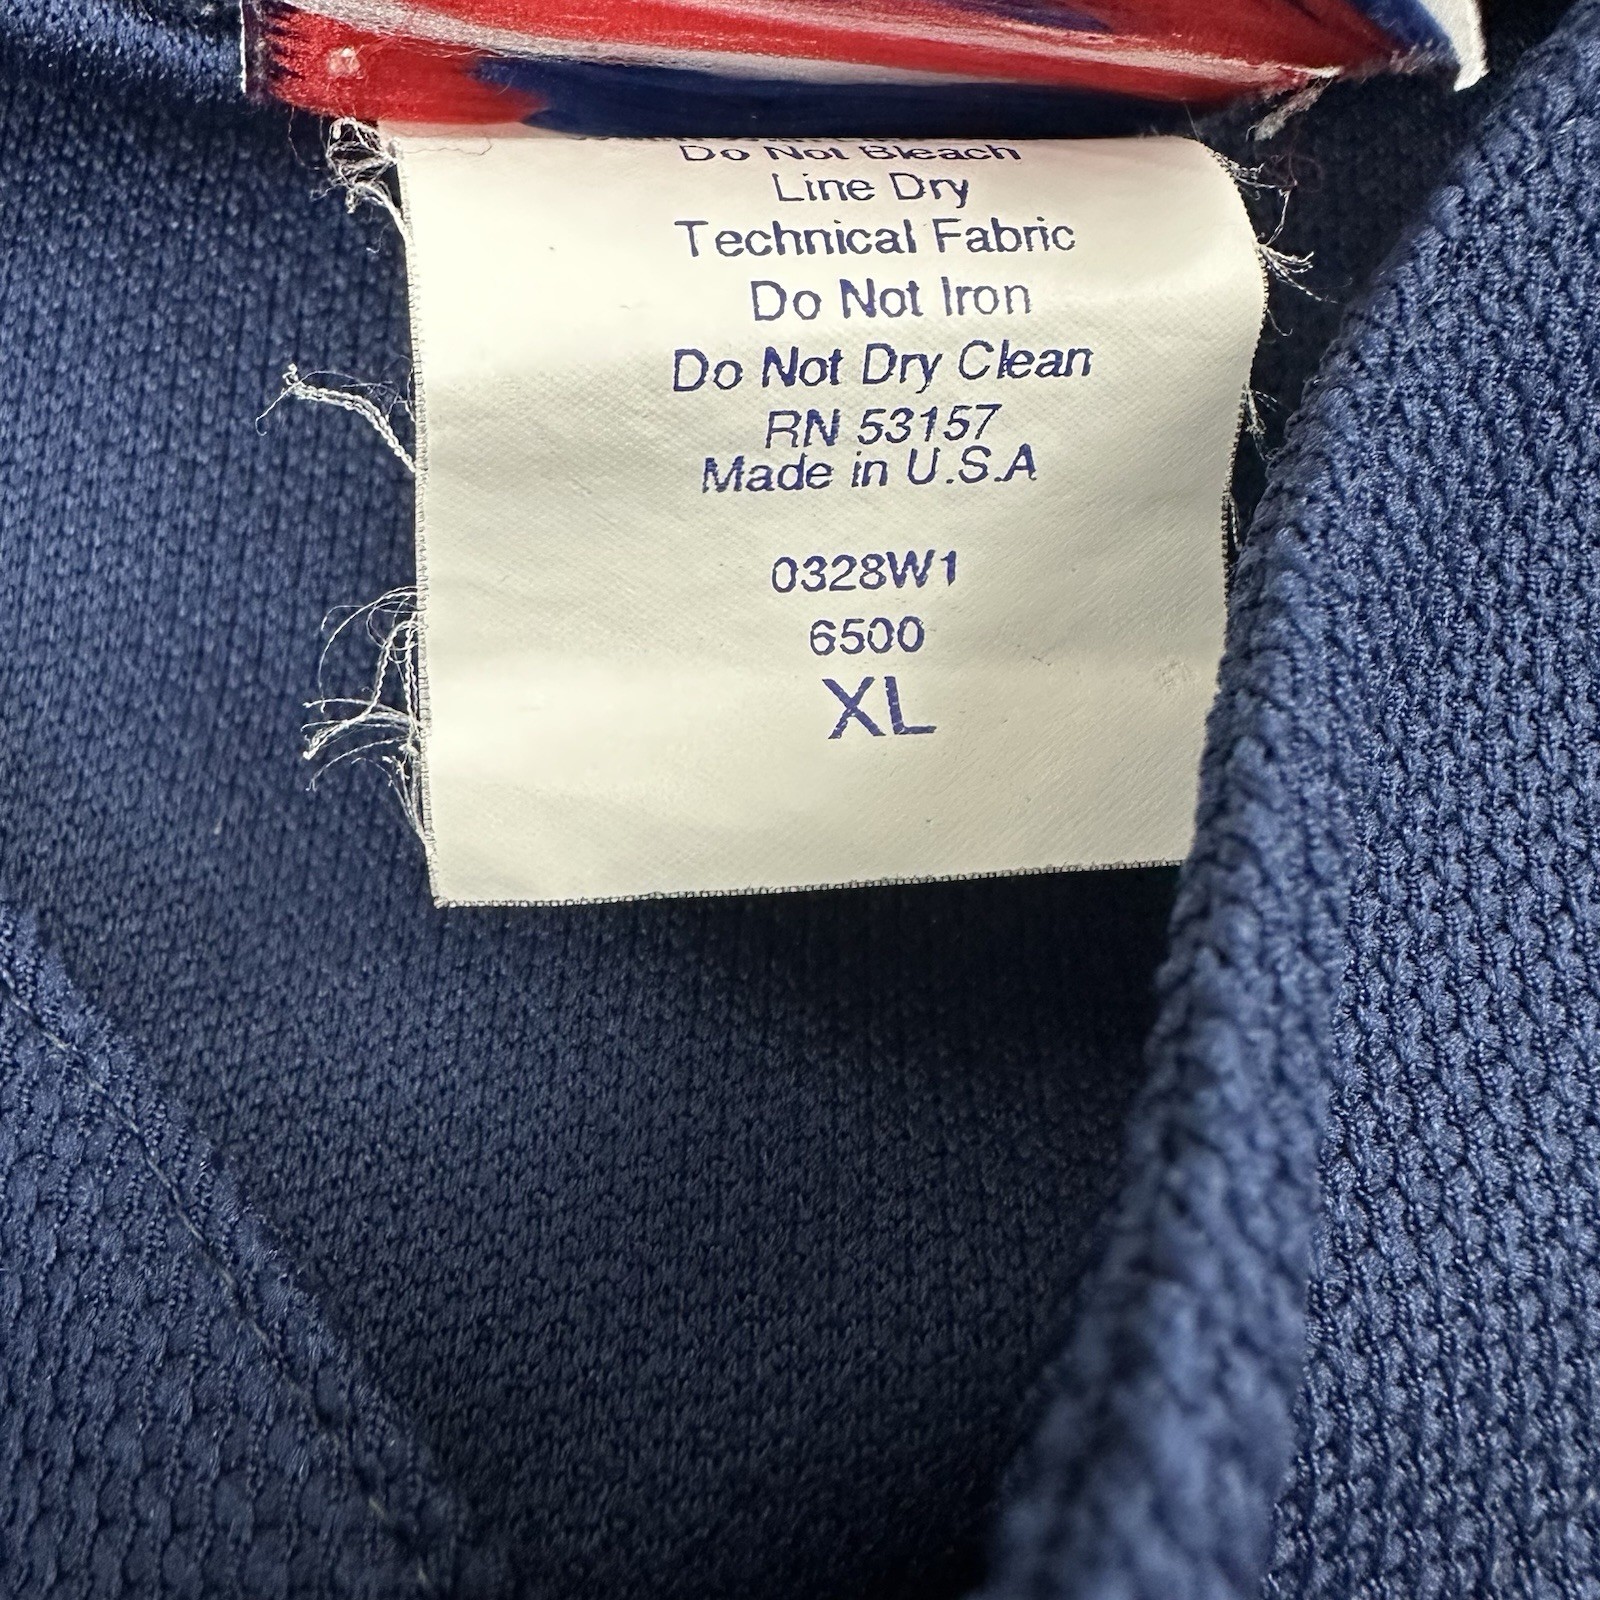 Do Not Bleach
Line Dry
Technical Fabric
Do Not Iron
Do Not Dry Clean
RN 53157
Made in U.S.A
0328W1
6500
XL